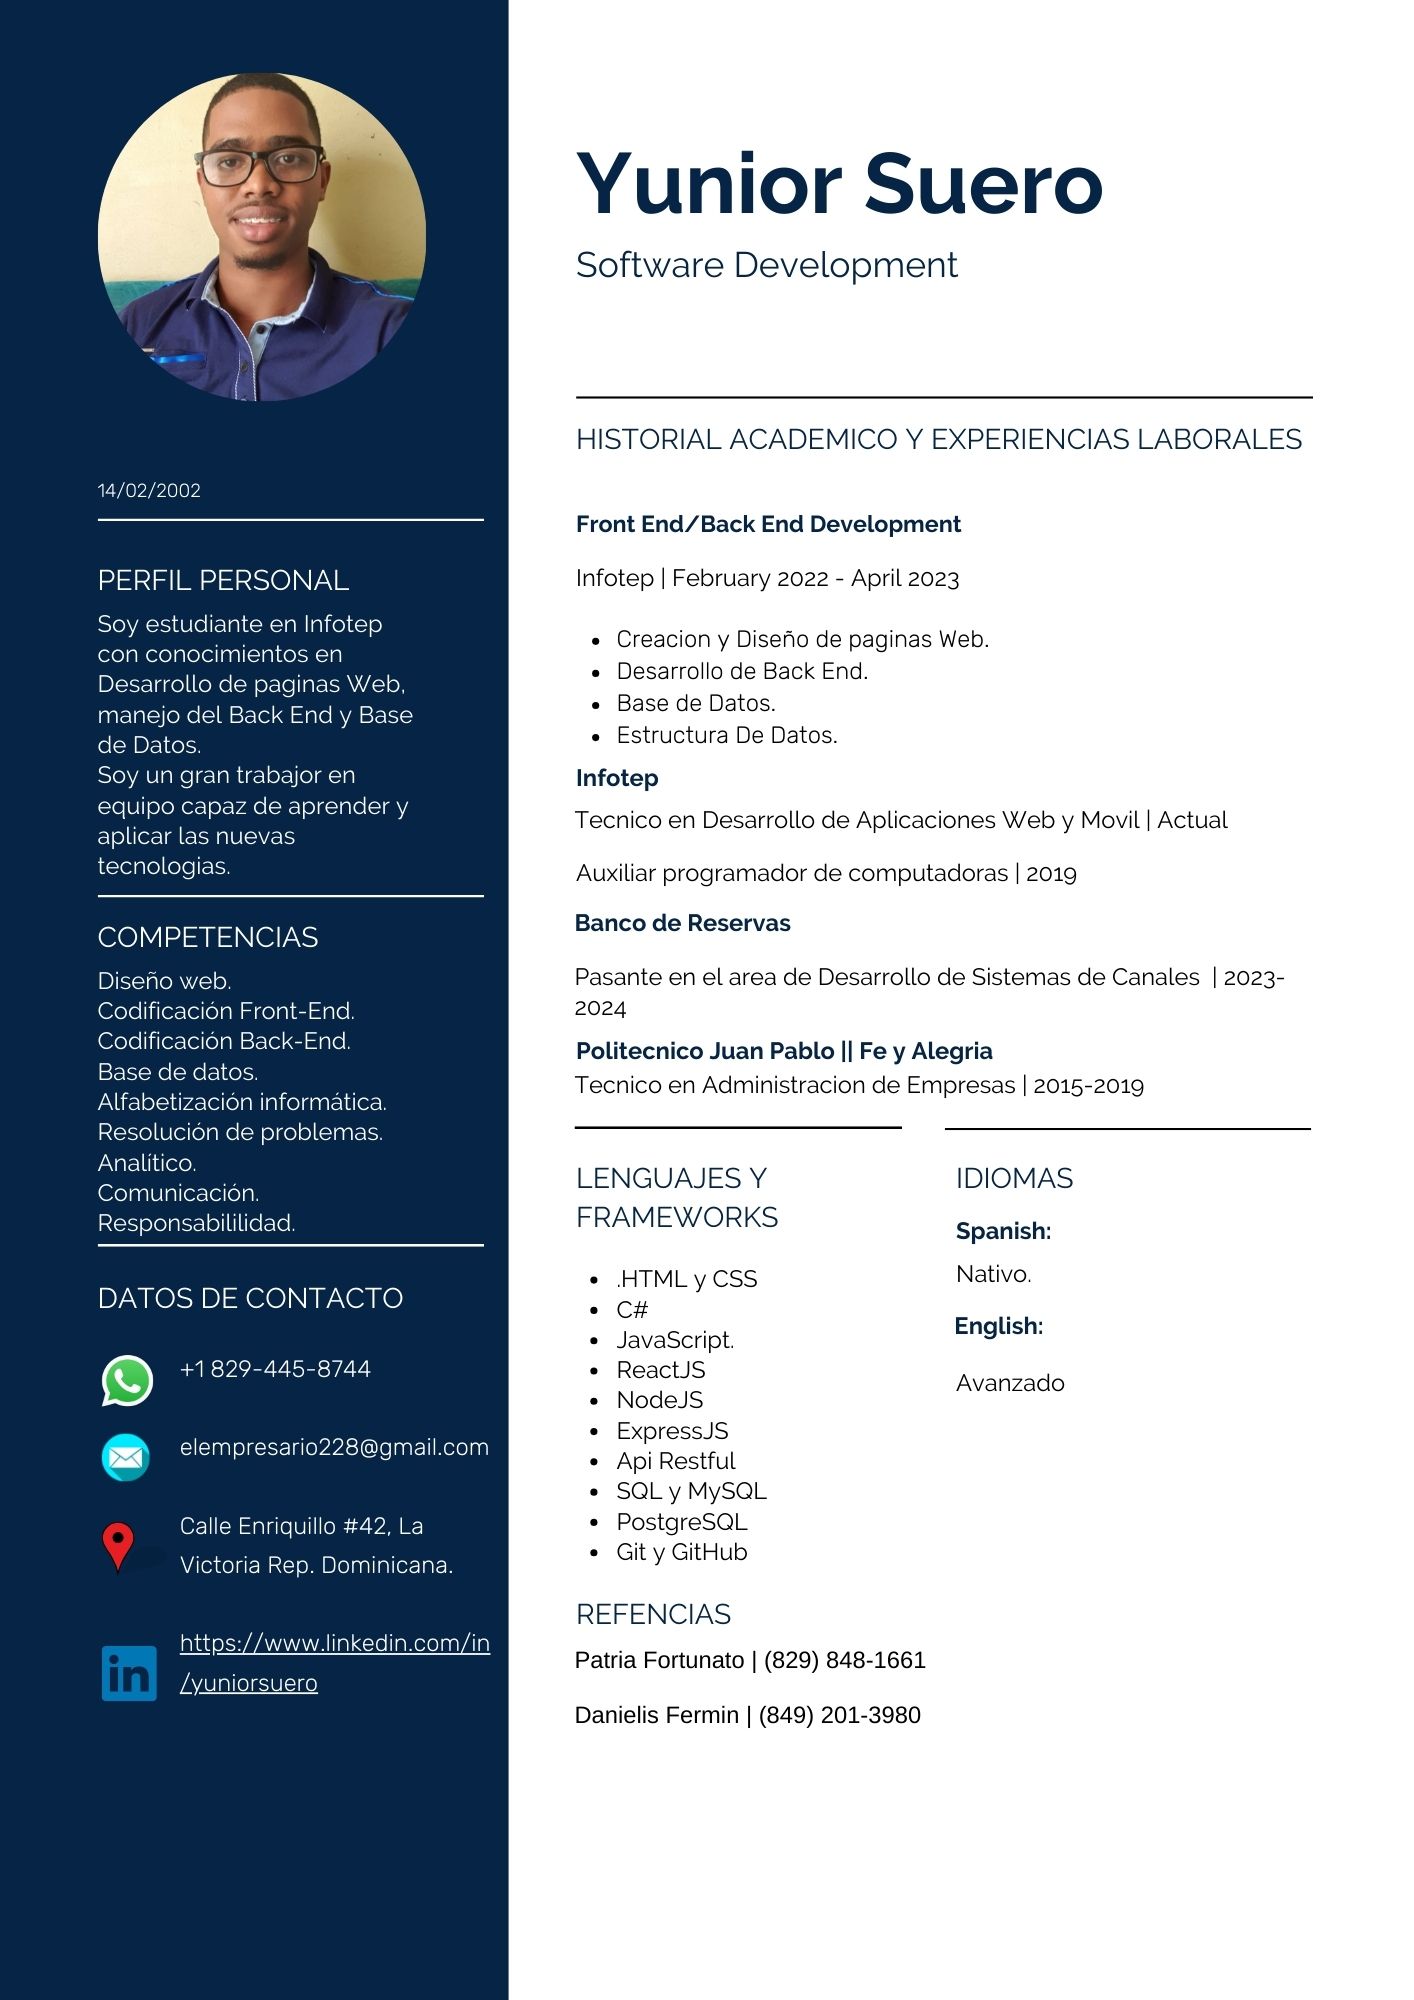 Yunior Suero
Software Development
14/02/2002
PERFIL PERSONAL
Soy estudiante en Infotep
con conocimientos en
Desarrollo de paginas Web,
manejo del Back End y Base
de Datos.
Soy un gran trabajor en
equipo capaz de aprender y
aplicar las nuevas
tecnologias.
COMPETENCIAS
Diseño web.
Codificación Front-End.
Codificación Back-End.
Base de datos.
Alfabetización informática.
Resolución de problemas.
Analítico.
Comunicación.
Responsabililidad.
DATOS DE CONTACTO
+1 829-445-8744
elempresario228@gmail.com
Calle Enriquillo #42, La
Victoria Rep. Dominicana.
in
https://www.linkedin.com/in
/yuniorsuero
HISTORIAL ACADEMICO Y EXPERIENCIAS LABORALES
Front End/Back End Development
Infotep | February 2022 - April 2023
• Creacion y Diseño de paginas Web.
• Desarrollo de Back End.
• Base de Datos.
• Estructura De Datos.
Infotep
Tecnico en Desarrollo de Aplicaciones Web y Movil | Actual
Auxiliar programador de computadoras | 2019
Banco de Reservas
Pasante en el area de Desarrollo de Sistemas de Canales | 2023-
2024
Politecnico Juan Pablo || Fe y Alegria
Tecnico en Administracion de Empresas | 2015-2019
LENGUAJES Y
FRAMEWORKS
• .HTML y CSS
• C#
• JavaScript.
• ReactJS
• NodeJS
• ExpressJS
• Api Restful
• SQL y MySQL
• PostgreSQL
• Git y GitHub
IDIOMAS
Spanish:
Nativo.
English:
Avanzado
REFENCIAS
Patria Fortunato | (829) 848-1661
Danielis Fermin | (849) 201-3980